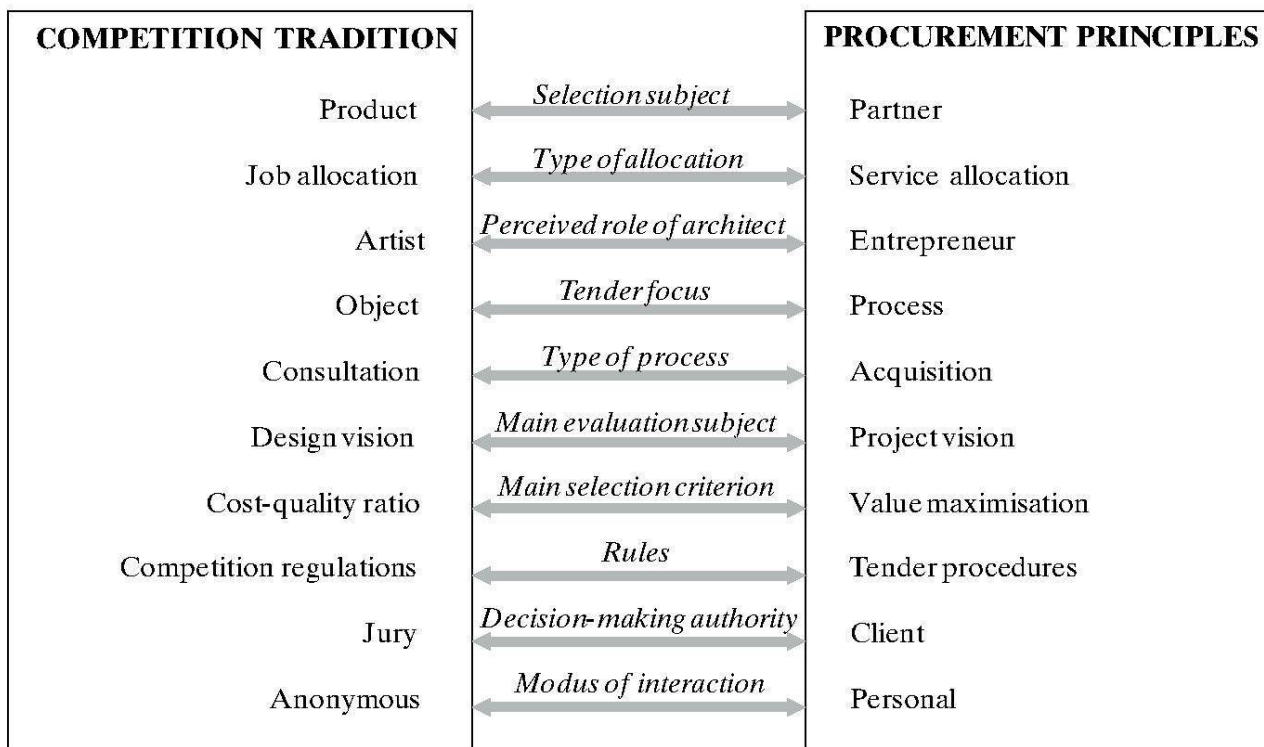 COMPETITION TRADITION PROCUREMENT PRINCIPLES
Product Selection subject Partner
Job allocation Type of allocation Service allocation
Artist Perceived role of architect Entrepreneur
Object Tender focus Process
Consultation Type of process Acquisition
Design vision Main evaluation subject Project vision
Cost-quality ratio Main selection criterion Value maximisation
Competition regulations Rules Tender procedures
Jury Decision-making authority Client
Anonymous Modus of interaction Personal